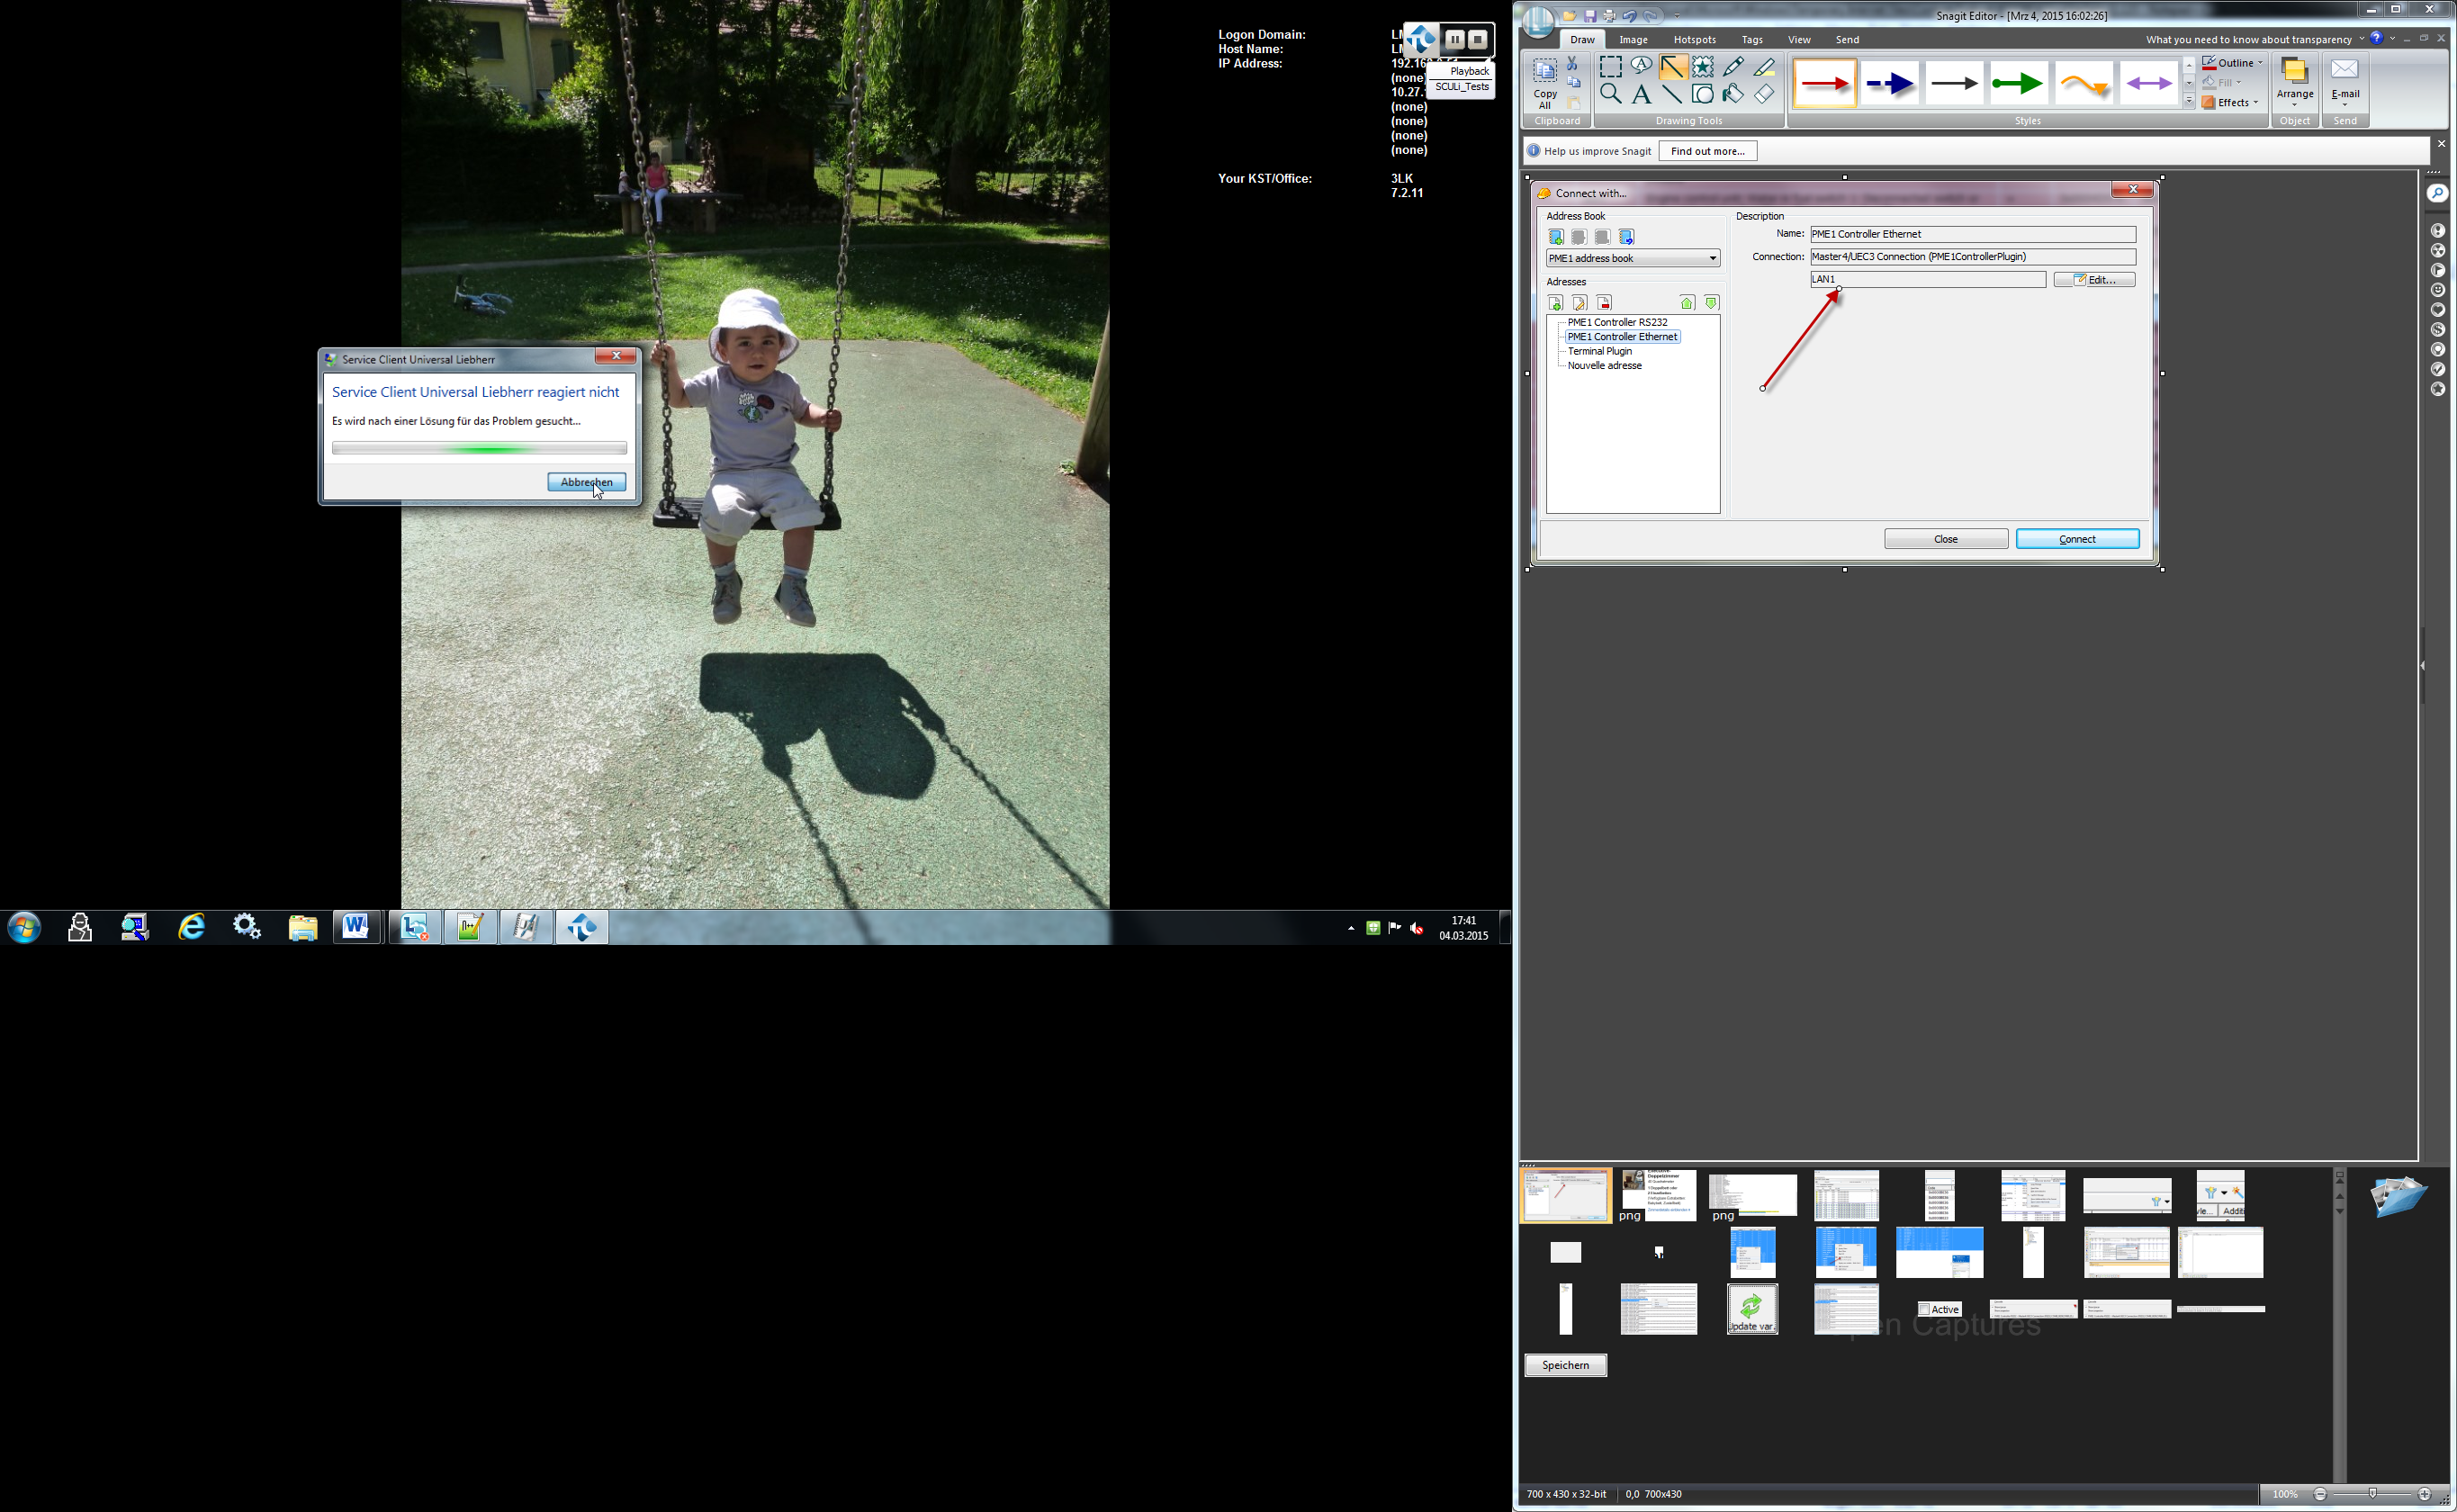 Logon Domain:
Host Name:
IP Address:
192.16
(none)
10.27.
(none)
(none)
(none)
Your KST/Office:
3LK
7.2.11
Playback
SCULi_Tests
Service Client Universal Liebherr
Service Client Universal Liebherr reagiert nicht
Es wird nach einer Lösung für das Problem gesucht...
Abbrechen
17:41
04.03.2015
Snagit Editor - [Mrz 4, 2015 16:02:26]
Draw Image Hotspots Tags View Send
What you need to know about transparency
Copy All
Clipboard
Drawing Tools
Styles
Outline
Fill
Effects
Arrange
Object
E-mail
Send
Help us improve Snagit
Find out more...
Connect with...
Address Book
PME1 address book
Adresses
PME1 Controller RS232
PME1 Controller Ethernet
Terminal Plugin
Nouvelle adresse
Description
Name: PME1 Controller Ethernet
Connection: Master4/UEC3 Connection (PME1ControllerPlugin)
LAN1
Edit...
Close
Connect
png
png
Update var.
Active
en Captures
Speichern
700 x 430 x 32-bit
0,0 700x430
100%